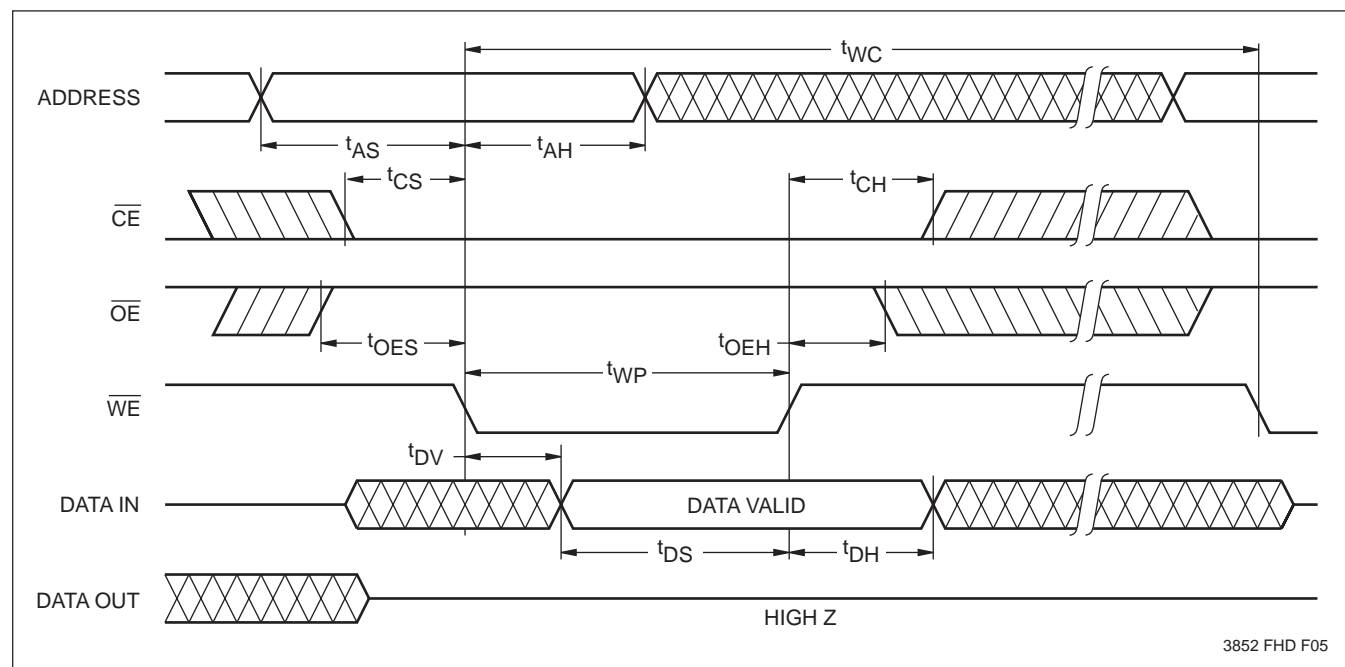 tWC
ADDRESS
tAS
tAH
tCS
tCH
CE
OE
tOES
tOEH
tWP
WE
tDV
DATA IN
DATA VALID
tDS
tDH
DATA OUT
HIGH Z
3852 FHD F05